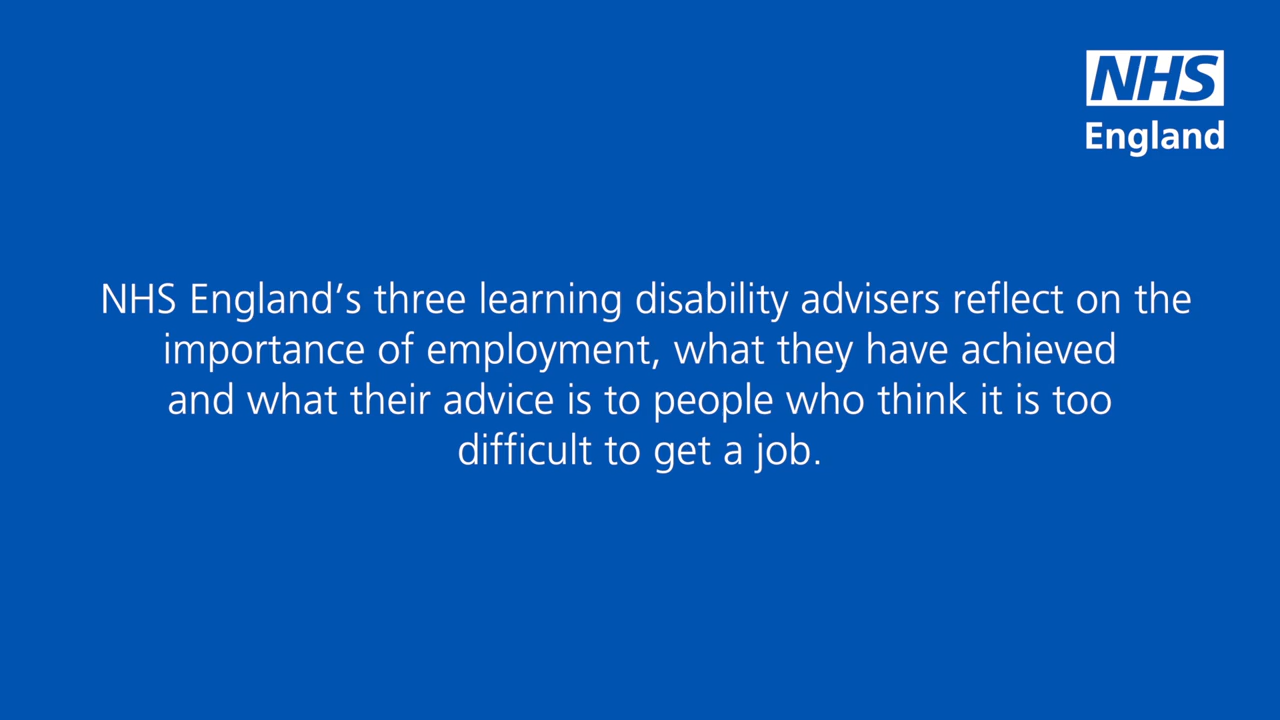 NHS
England
NHS England’s three learning disability advisers reflect on the
importance of employment, what they have achieved
and what their advice is to people who think it is too
difficult to get a job.